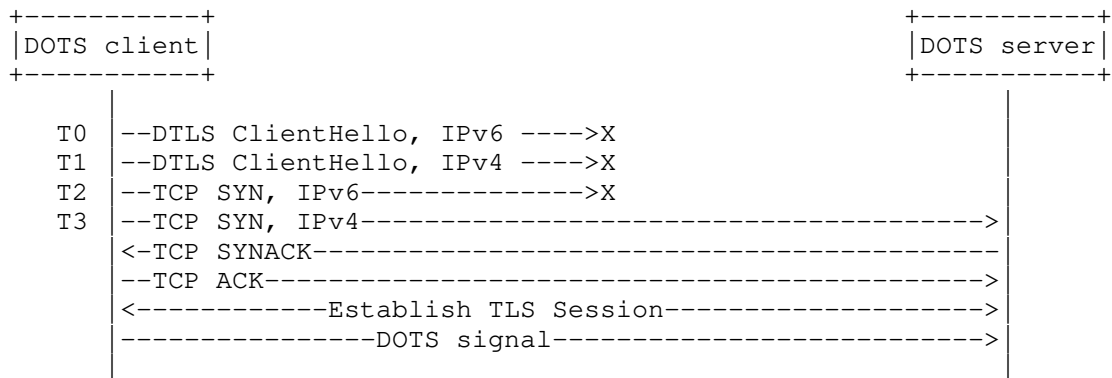 +-----------+                                            +-----------+
|DOTS client|                                            |DOTS server|
+-----------+                                            +-----------+
      |                                                        |
   T0 |--DTLS ClientHello, IPv6 ---->X                         |
   T1 |--DTLS ClientHello, IPv4 ---->X                         |
   T2 |--TCP SYN, IPv6-------------->X                         |
   T3 |--TCP SYN, IPv4---------------------------------------->|
      |<-TCP SYNACK--------------------------------------------|
      |--TCP ACK---------------------------------------------->|
      |<------------Establish TLS Session--------------------->|
      |----------------DOTS signal---------------------------->|
      |                                                        |